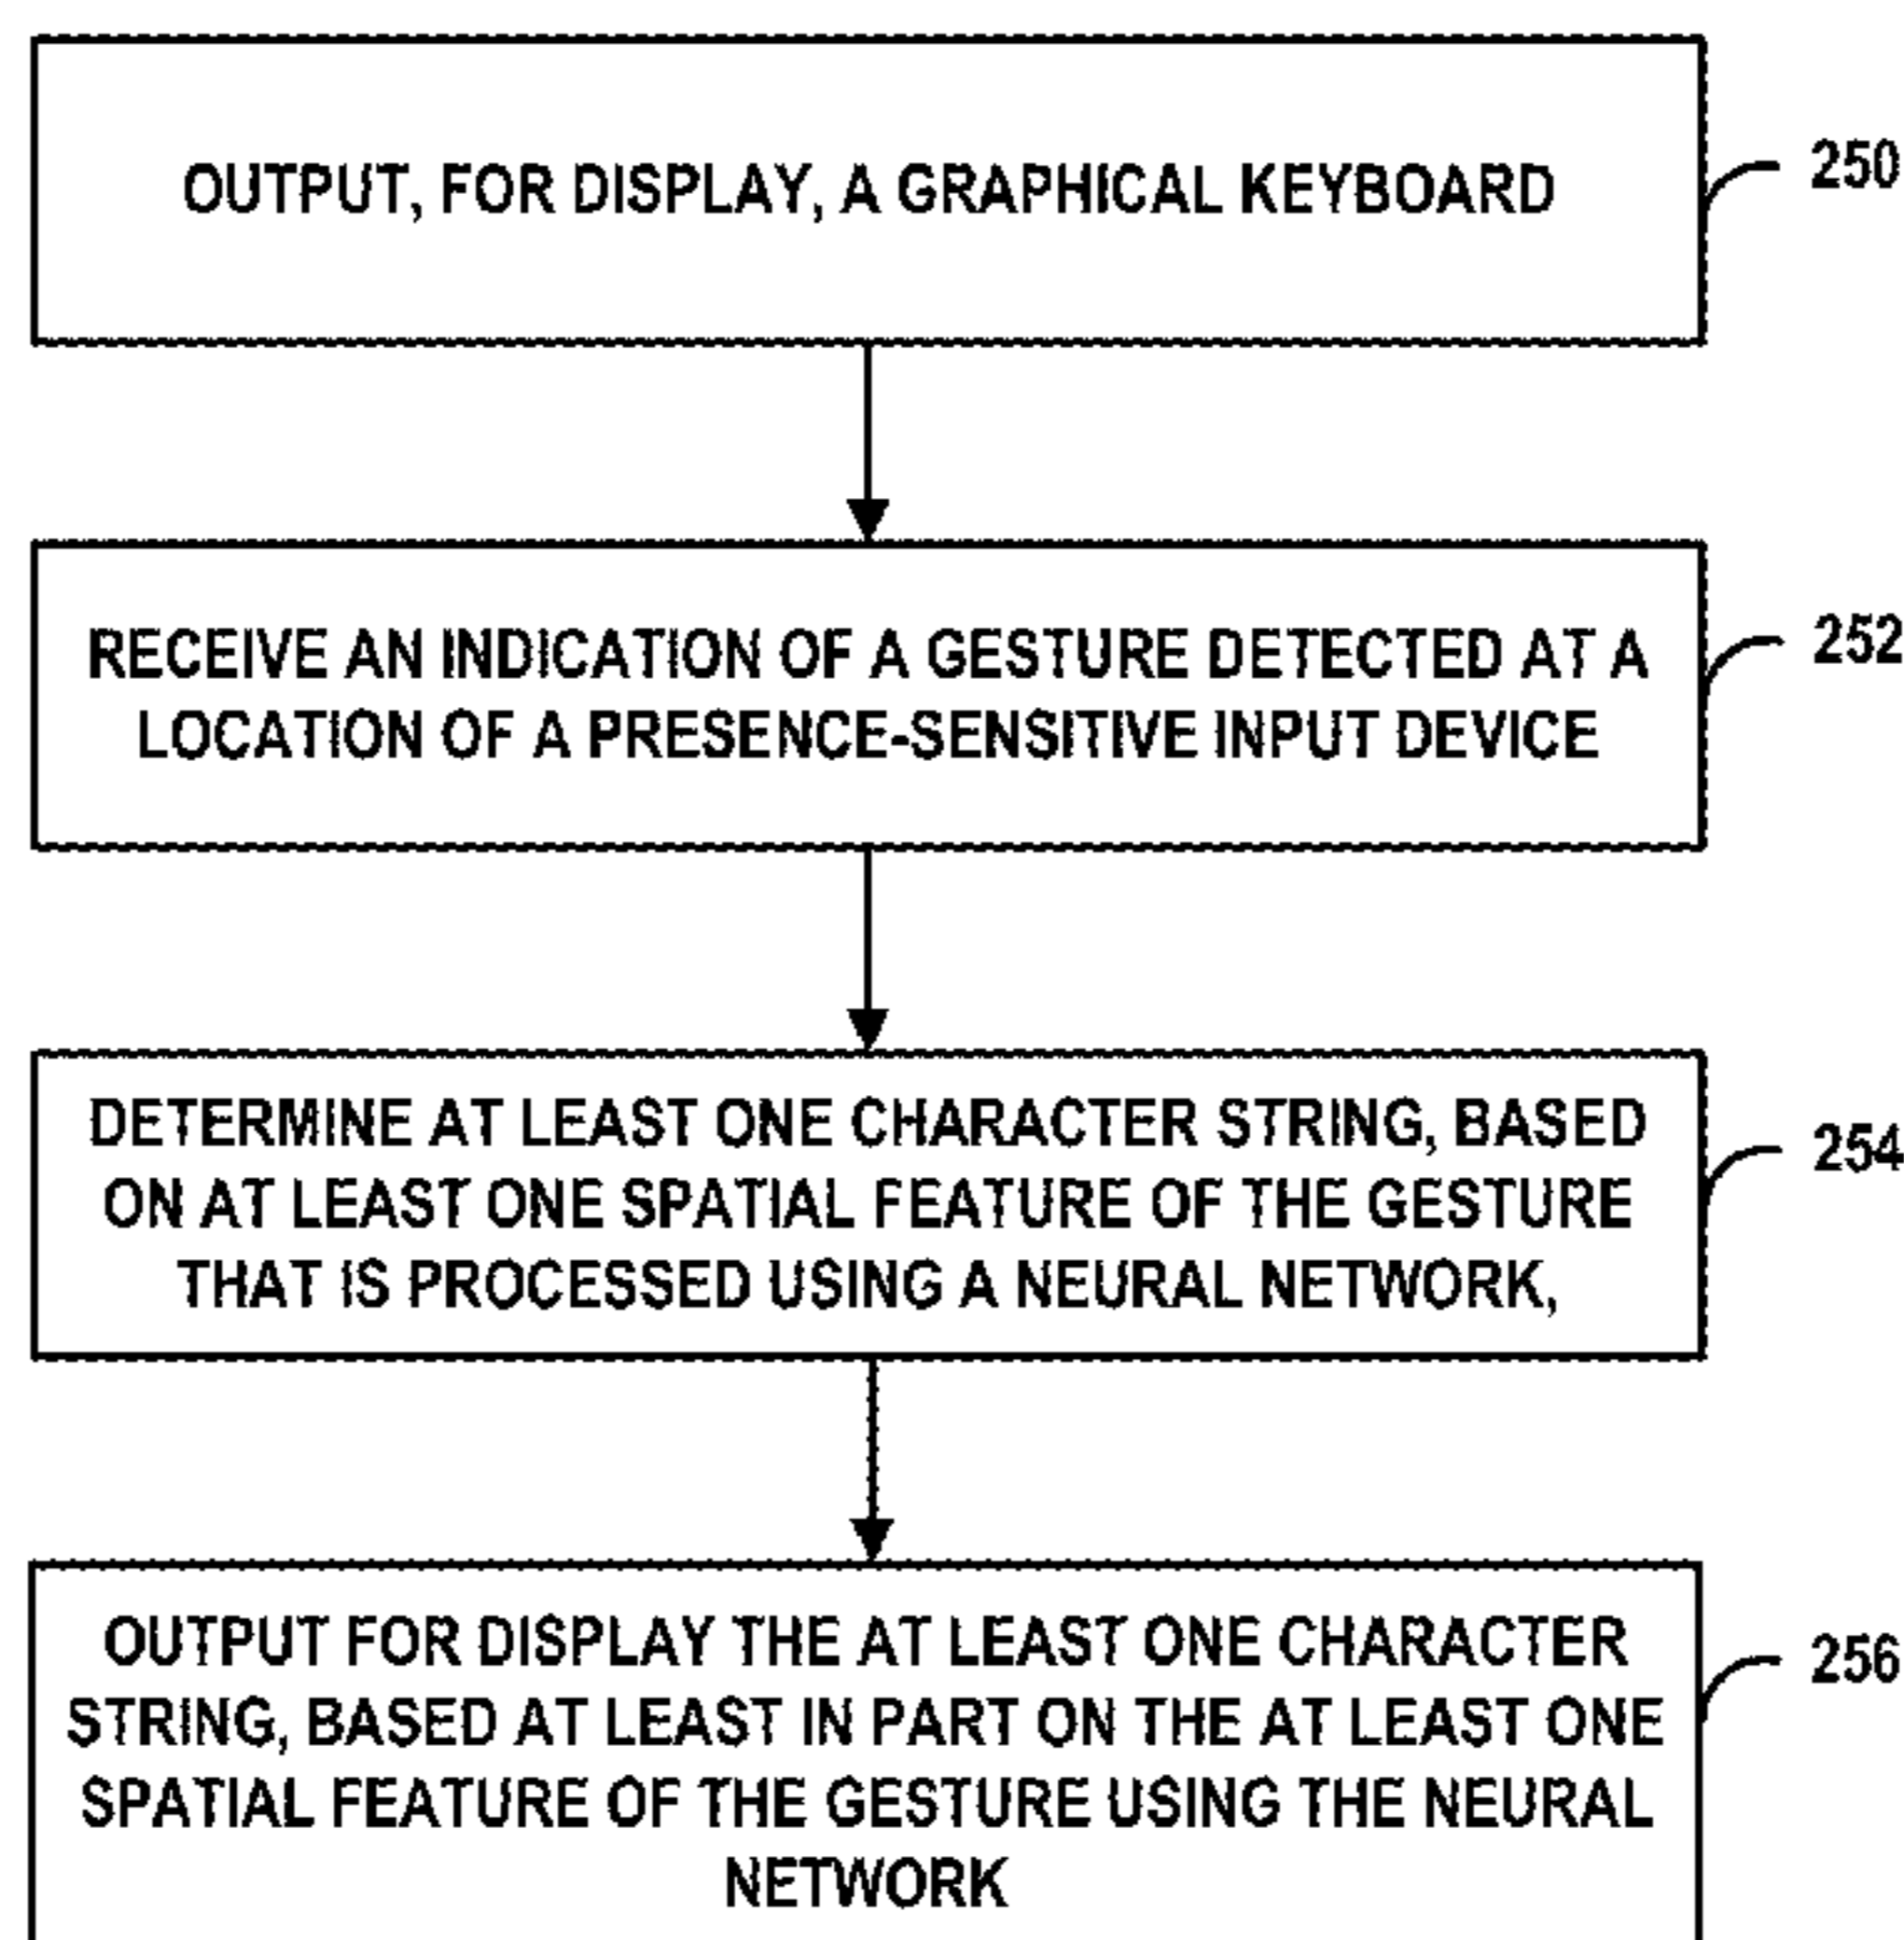 OUTPUT, FOR DISPLAY, A GRAPHICAL KEYBOARD
250
RECEIVE AN INDICATION OF A GESTURE DETECTED AT A
LOCATION OF A PRESENCE-SENSITIVE INPUT DEVICE
252
DETERMINE AT LEAST ONE CHARACTER STRING, BASED
ON AT LEAST ONE SPATIAL FEATURE OF THE GESTURE
THAT IS PROCESSED USING A NEURAL NETWORK,
254
OUTPUT FOR DISPLAY THE AT LEAST ONE CHARACTER
STRING, BASED AT LEAST IN PART ON THE AT LEAST ONE
SPATIAL FEATURE OF THE GESTURE USING THE NEURAL
NETWORK
256